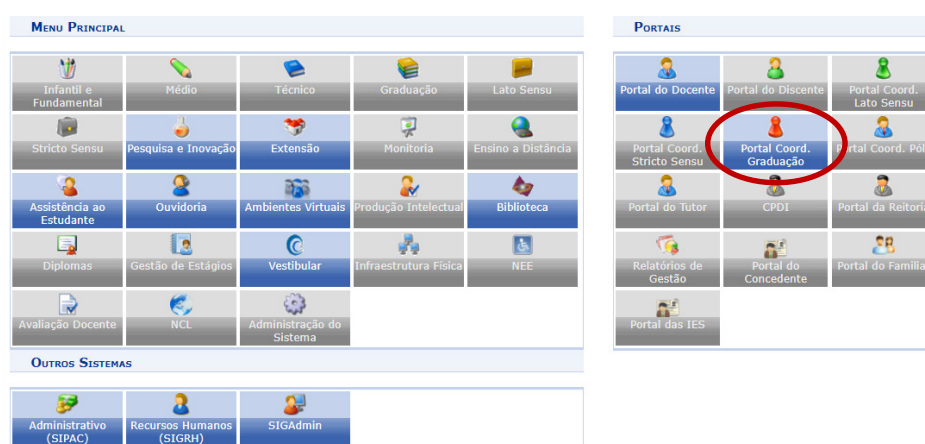 Menu Principal
Infantil e
Fundamental
Médio
Técnico
Graduação
Lato Sensu
Stricto Sensu
Pesquisa e Inovação
Extensão
Monitoria
Ensino a Distância
Assistência ao
Estudante
Ouvidoria
Ambientes Virtuais
Produção Intelectual
Biblioteca
Diplomas
Gestão de Estágios
Vestibular
Infraestrutura Física
NEE
Avaliação Docente
NCL
Administração do
Sistema
Outros Sistemas
Administrativo
(SIPAC)
Recursos Humanos
(SIGRH)
SIGAdmin
Portais
Portal do Docente
Portal do Discente
Portal Coord.
Lato Sensu
Portal Coord.
Stricto Sensu
Portal Coord.
Graduação
Portal Coord. Pól
Portal do Tutor
CPDI
Portal da Reitoria
Relatórios de
Gestão
Portal do
Concedente
Portal do Familia
Portal das IES